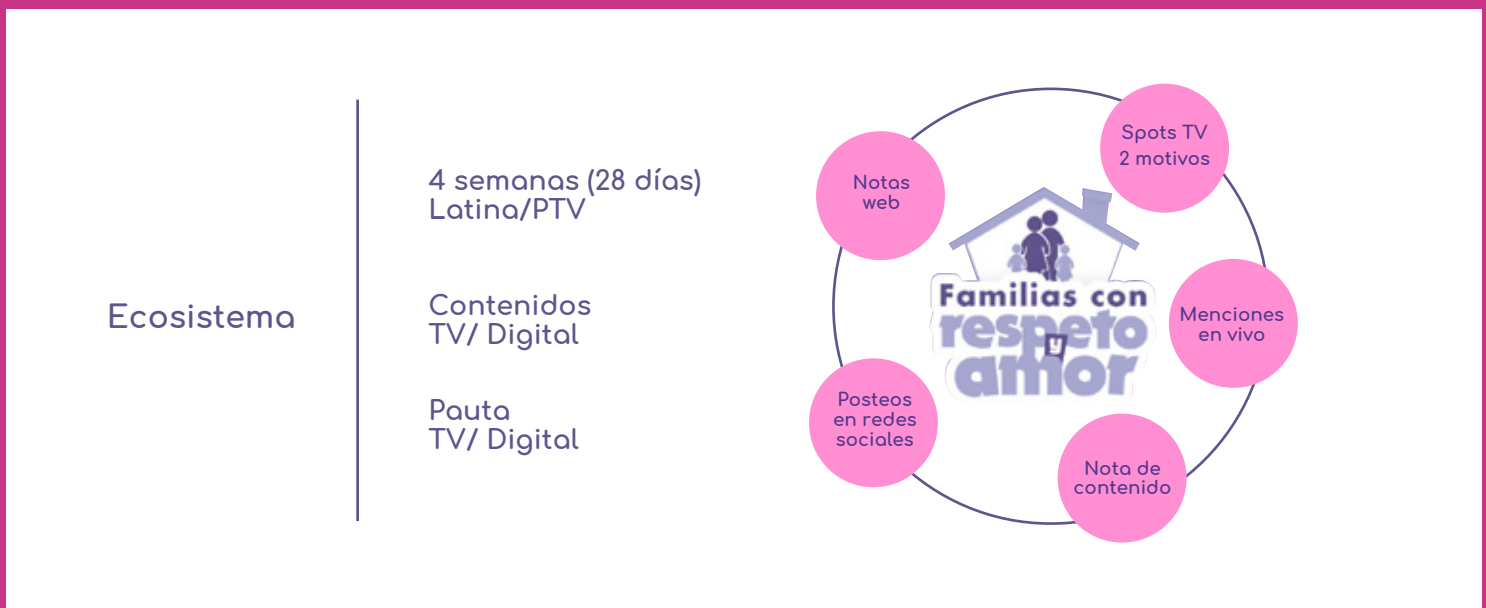 Ecosistema
4 semanas (28 días)
Latina/PTV
Contenidos
TV/ Digital
Pauta
TV/ Digital
Spots TV
2 motivos
Notas
web
Familias con
respeto
y
amor
Menciones
en vivo
Posteos
en redes
sociales
Nota de
contenido